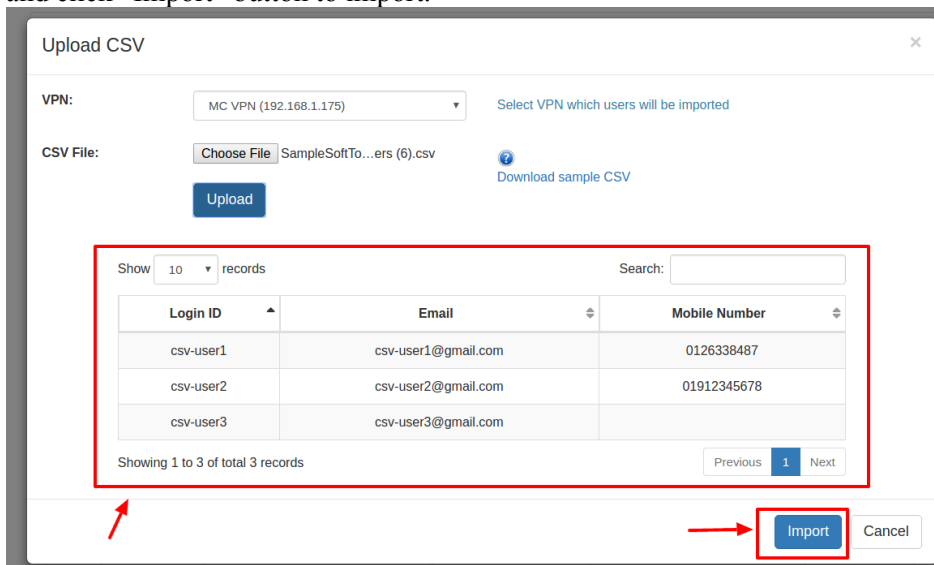 and click "Import" button to import.
Upload CSV ×
VPN: MC VPN (192.168.1.175) Select VPN which users will be imported
CSV File: Choose File SampleSoftTo…ers (6).csv
Download sample CSV
Upload
Show 10 records Search:
Login ID Email Mobile Number
csv-user1 csv-user1@gmail.com 0126338487
csv-user2 csv-user2@gmail.com 01912345678
csv-user3 csv-user3@gmail.com
Showing 1 to 3 of total 3 records Previous 1 Next
Import Cancel